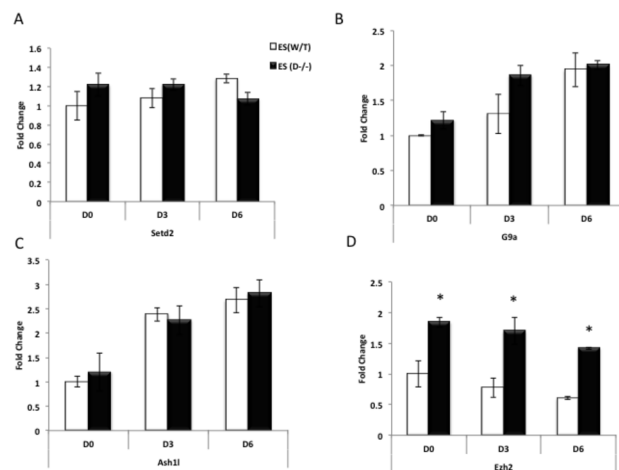 A
1.6
1.4
1.2
1
0.8
0.6
0.4
0.2
0
Fold Change
ES(W/T)
ES (D-/-)
D0 D3 D6
Setd2
B
2.5
2
1.5
1
0.5
0
Fold Change
D0 D3 D6
G9a
C
3.5
3
2.5
2
1.5
1
0.5
0
Fold Change
D0 D3 D6
Ash1l
D
2.5
2
1.5
1
0.5
0
Fold Change
* * *
D0 D3 D6
Ezh2